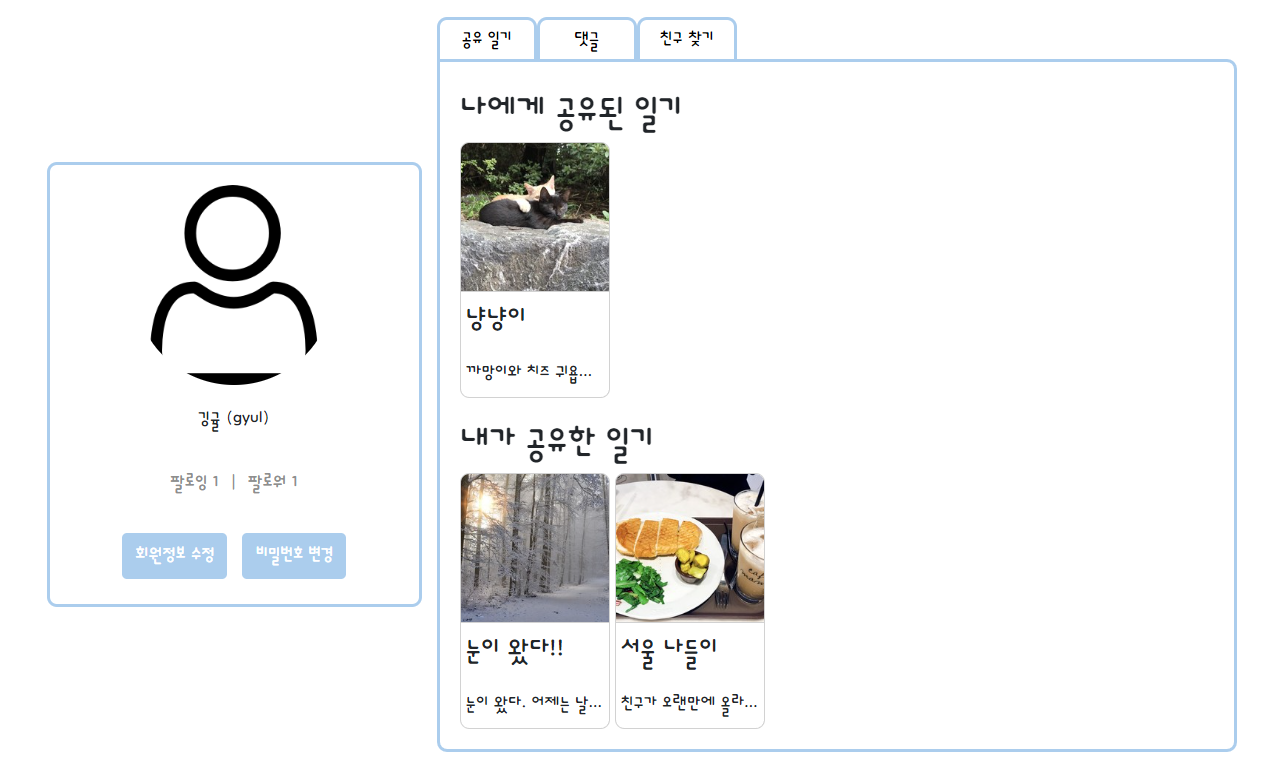 공유 일기
댓글
친구 찾기
김귤 (gyul)
팔로잉 1 | 팔로워 1
회원정보 수정
비밀번호 변경
나에게 공유된 일기
냥냥이
까망이와 치즈 귀욥...
내가 공유한 일기
눈이 왔다!!
눈이 왔다. 어제는 날...
서울 나들이
친구가 오랜만에 올라...